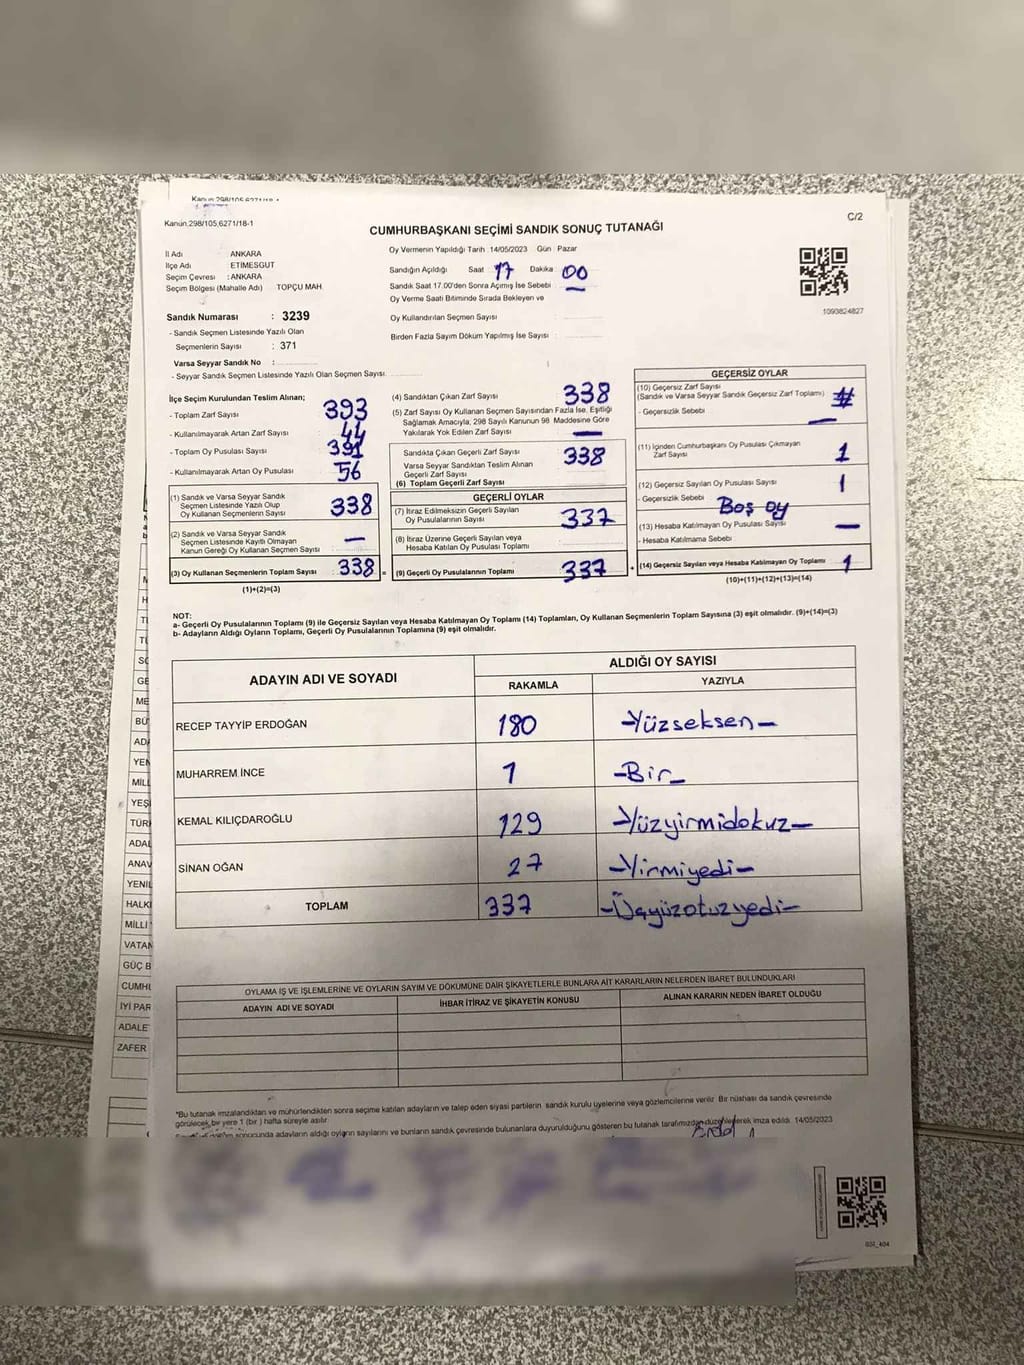 Kanun.298/105,6271/18-1
C/2
CUMHURBAŞKANI SEÇİMİ SANDIK SONUÇ TUTANAĞI
İl Adı : ANKARA
İlçe Adı : ETİMESGUT
Seçim Çevresi : ANKARA
Seçim Bölgesi (Mahalle Adı) TOPÇU MAH.
Oy Vermenin Yapıldığı Tarih :14/05/2023 Gün : Pazar
Sandığın Açıldığı Saat : 17 Dakika : 00
Sandık Saat 17.00'den Sonra Açımış İse Sebebi : —
Oy Verme Saati Bitiminde Sırada Bekleyen ve
Oy Kullandırılan Seçmen Sayısı :
Birden Fazla Sayım Döküm Yapılmış İse Sayısı :
1093824827
Sandık Numarası : 3239
- Sandık Seçmen Listesinde Yazılı Olan
Seçmenlerin Sayısı : 371
Varsa Seyyar Sandık No :
- Seyyar Sandık Seçmen Listesinde Yazılı Olan Seçmen Sayısı:
İlçe Seçim Kurulundan Teslim Alınan;
- Toplam Zarf Sayısı 393
- Kullanılmayarak Artan Zarf Sayısı 44
- Toplam Oy Pusulası Sayısı
- Kullanılmayarak Artan Oy Pusulası 56
(1) Sandık ve Varsa Seyyar Sandık
Seçmen Listesinde Yazılı Olup
Oy Kullanan Seçmenlerin Sayısı 338
(2) Sandık ve Varsa Seyyar Sandık
Seçmen Listesinde Kayıtlı Olmayan
Kanun Gereği Oy Kullanan Seçmen Sayısı —
(3) Oy Kullanan Seçmenlerin Toplam Sayısı : 338
(1)+(2)=(3)
(4) Sandıktan Çıkan Zarf Sayısı 338
(5) Zarf Sayısı Oy Kullanan Seçmen Sayısından Fazla İse, Eşitliği
Sağlamak Amacıyla, 298 Sayılı Kanunun 98 Maddesine Göre
Yakılarak Yok Edilen Zarf Sayısı —
Sandıkta Çıkan Geçerli Zarf Sayısı 338
Varsa Seyyar Sandıktan Teslim Alınan
Geçerli Zarf Sayısı
(6) Toplam Geçerli Zarf Sayısı
GEÇERLİ OYLAR
(7) İtiraz Edilmeksizin Geçerli Sayılan
Oy Pusulasının Sayısı 337
(8) İtiraz Üzerine Geçerli Sayılan veya
Hesaba Katılan Oy Pusulası Toplamı
= (9) Geçerli Oy Pusulalarının Toplamı 337
GEÇERSİZ OYLAR
(10) Geçersiz Zarf Sayısı
(Sandık ve Varsa Seyyar Sandık Geçersiz Zarf Toplamı)
- Geçersizlik Sebebi —
(11) İçinden Cumhurbaşkanı Oy Pusulası Çıkmayan
Zarf Sayısı 1
(12) Geçersiz Sayılan Oy Pusulası Sayısı 1
- Geçersizlik Sebebi Boş oy
(13) Hesaba Katılmayan Oy Pusulası Sayısı —
- Hesaba Katılmama Sebebi
+ (14) Geçersiz Sayılan veya Hesaba Katılmayan Oy Toplamı 1
(10)+(11)+(12)+(13)=(14)
NOT:
a- Geçerli Oy Pusulalarının Toplamı (9) ile Geçersiz Sayılan veya Hesaba Katılmayan Oy Toplamı (14) Toplamları, Oy Kullanan Seçmenlerin Toplam Sayısına (3) eşit olmalıdır. (9)+(14)=(3)
b- Adayların Aldığı Oyların Toplamı, Geçerli Oy Pusulalarının Toplamına (9) eşit olmalıdır.
ADAYIN ADI VE SOYADI
ALDIĞI OY SAYISI
RAKAMLA YAZIYLA
RECEP TAYYİP ERDOĞAN 180 —Yüzseksen—
MUHARREM İNCE 1 —Bir—
KEMAL KILIÇDAROĞLU 129 —Yüzyirmidokuz—
SİNAN OĞAN 27 —Yirmiyedi—
TOPLAM 337 —Üçyüzotuzyedi—
OYLAMA İŞ VE İŞLEMLERİNE VE OYLARIN SAYIM VE DÖKÜMÜNE DAİR ŞİKAYETLERLE BUNLARA AİT KARARLARIN NELERDEN İBARET BULUNDUKLARI
ADAYIN ADI VE SOYADI İHBAR İTİRAZ VE ŞİKAYETİN KONUSU ALINAN KARARIN NEDEN İBARET OLDUĞU
*Bu tutanak imzalandıktan ve mühürlendikten sonra seçime katılan adayların ve talep eden siyasi partilerin sandık kurulu üyelerine veya gözlemcilerine verilir. Bir nüshası da sandık çevresinde
görülecek bir yere 1 (bir ) hafta süreyle asılır.
sonucunda adayların aldığı oyların sayılarını ve bunların sandık çevresinde bulunanlara duyurulduğunu gösteren bu tutanak tarafımızdan düzenlenerek imza edildi. 14/05/2023
MİLL
YEŞİ
TÜR
ADAL
ANAV
YENİL
HALKI
MİLLİ
VATAN
GÜÇ B
CUMHU
İYİ PAR
ADALE
ZAFER